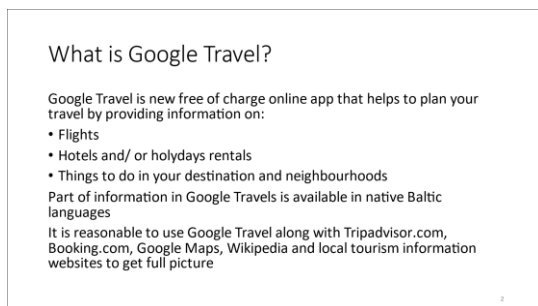 What is Google Travel?
Google Travel is new free of charge online app that helps to plan your
travel by providing information on:
• Flights
• Hotels and/ or holydays rentals
• Things to do in your destination and neighbourhoods
Part of information in Google Travels is available in native Baltic
languages
It is reasonable to use Google Travel along with Tripadvisor.com,
Booking.com, Google Maps, Wikipedia and local tourism information
websites to get full picture
2